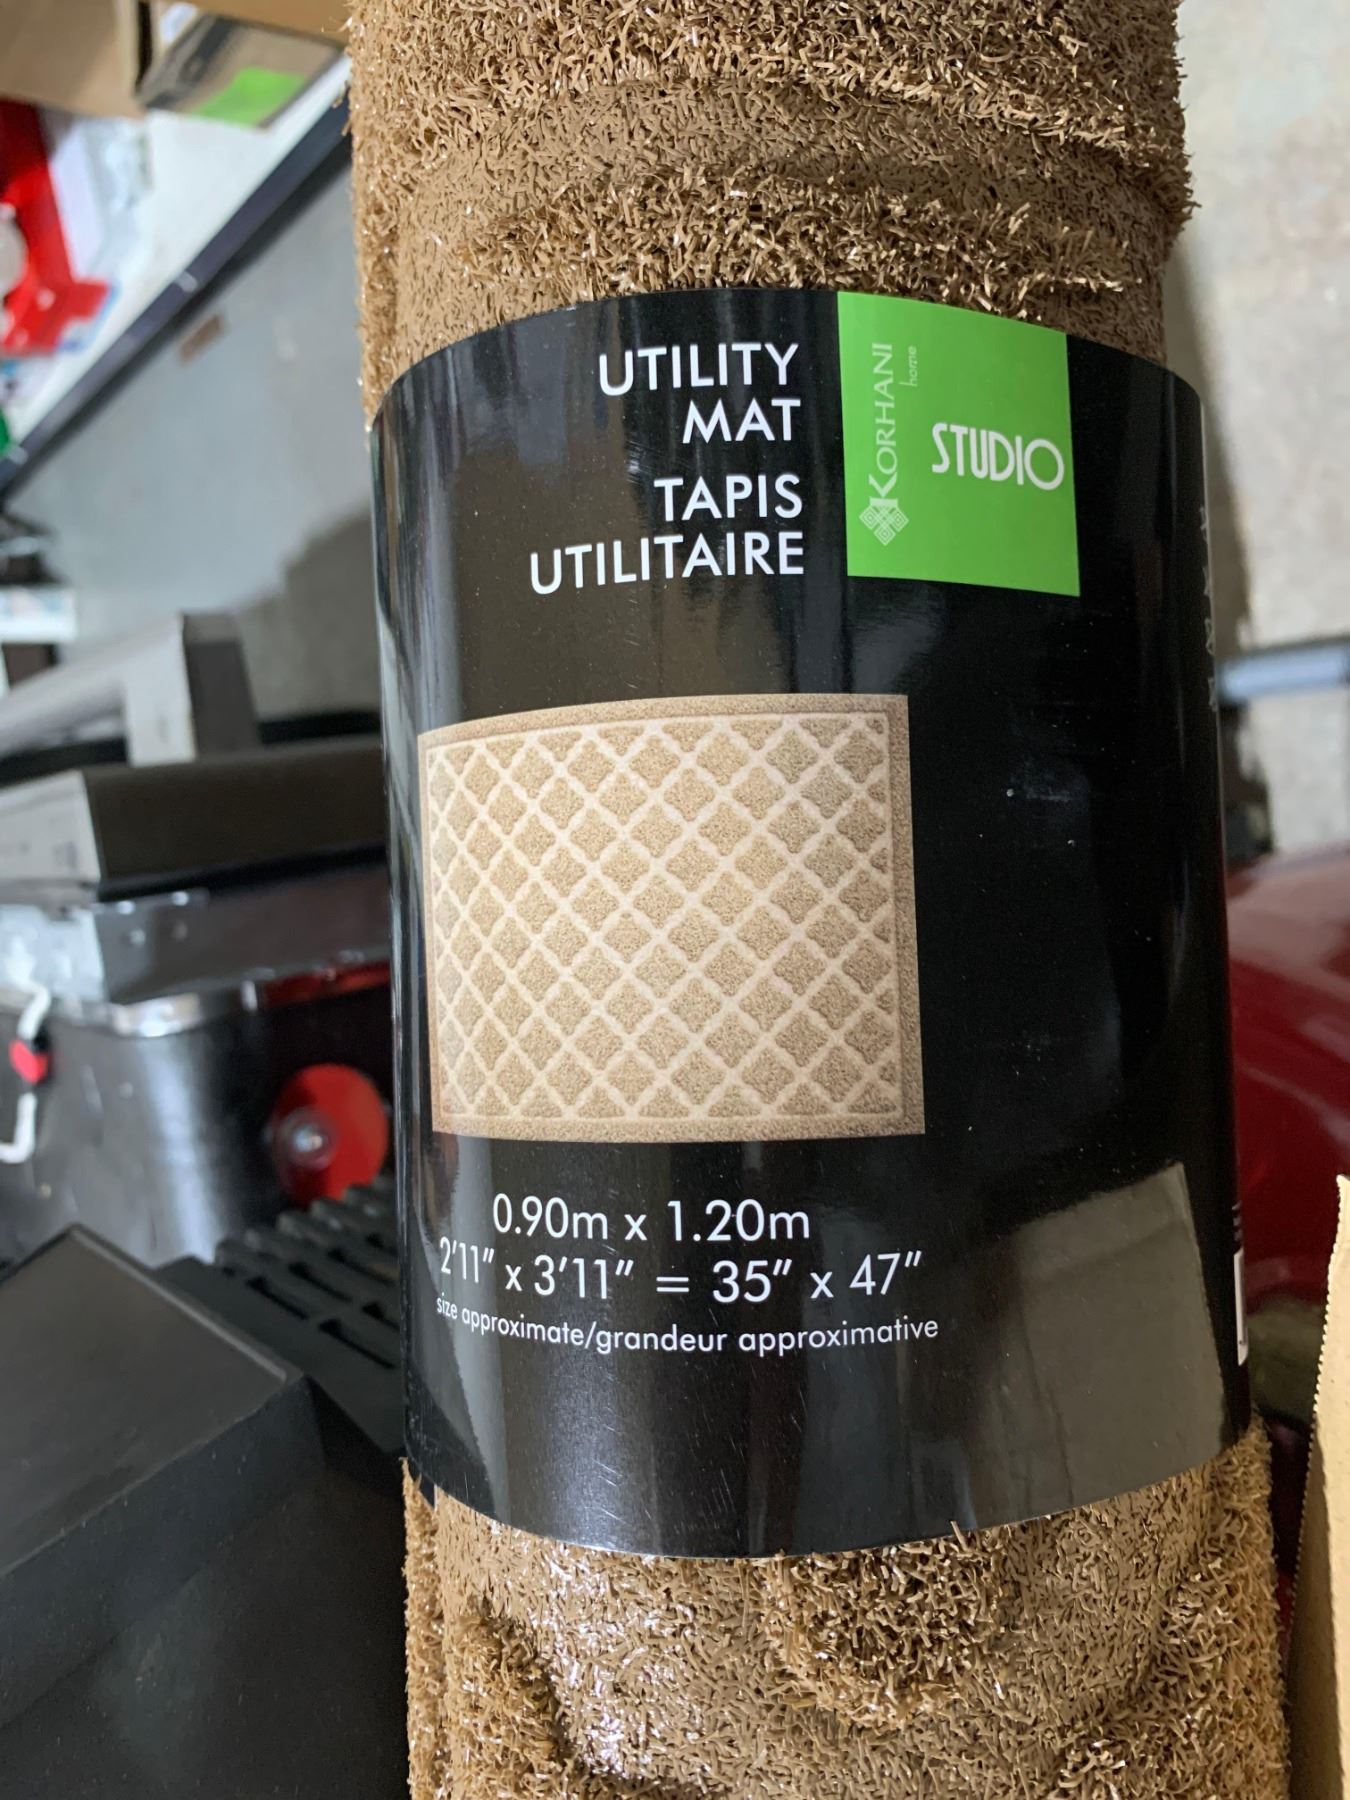 UTILITY
MAT
TAPIS
UTILITAIRE
KORHANI
home
STUDIO
0.90m x 1.20m
2'11" x 3'11" = 35" x 47"
size approximate/grandeur approximative